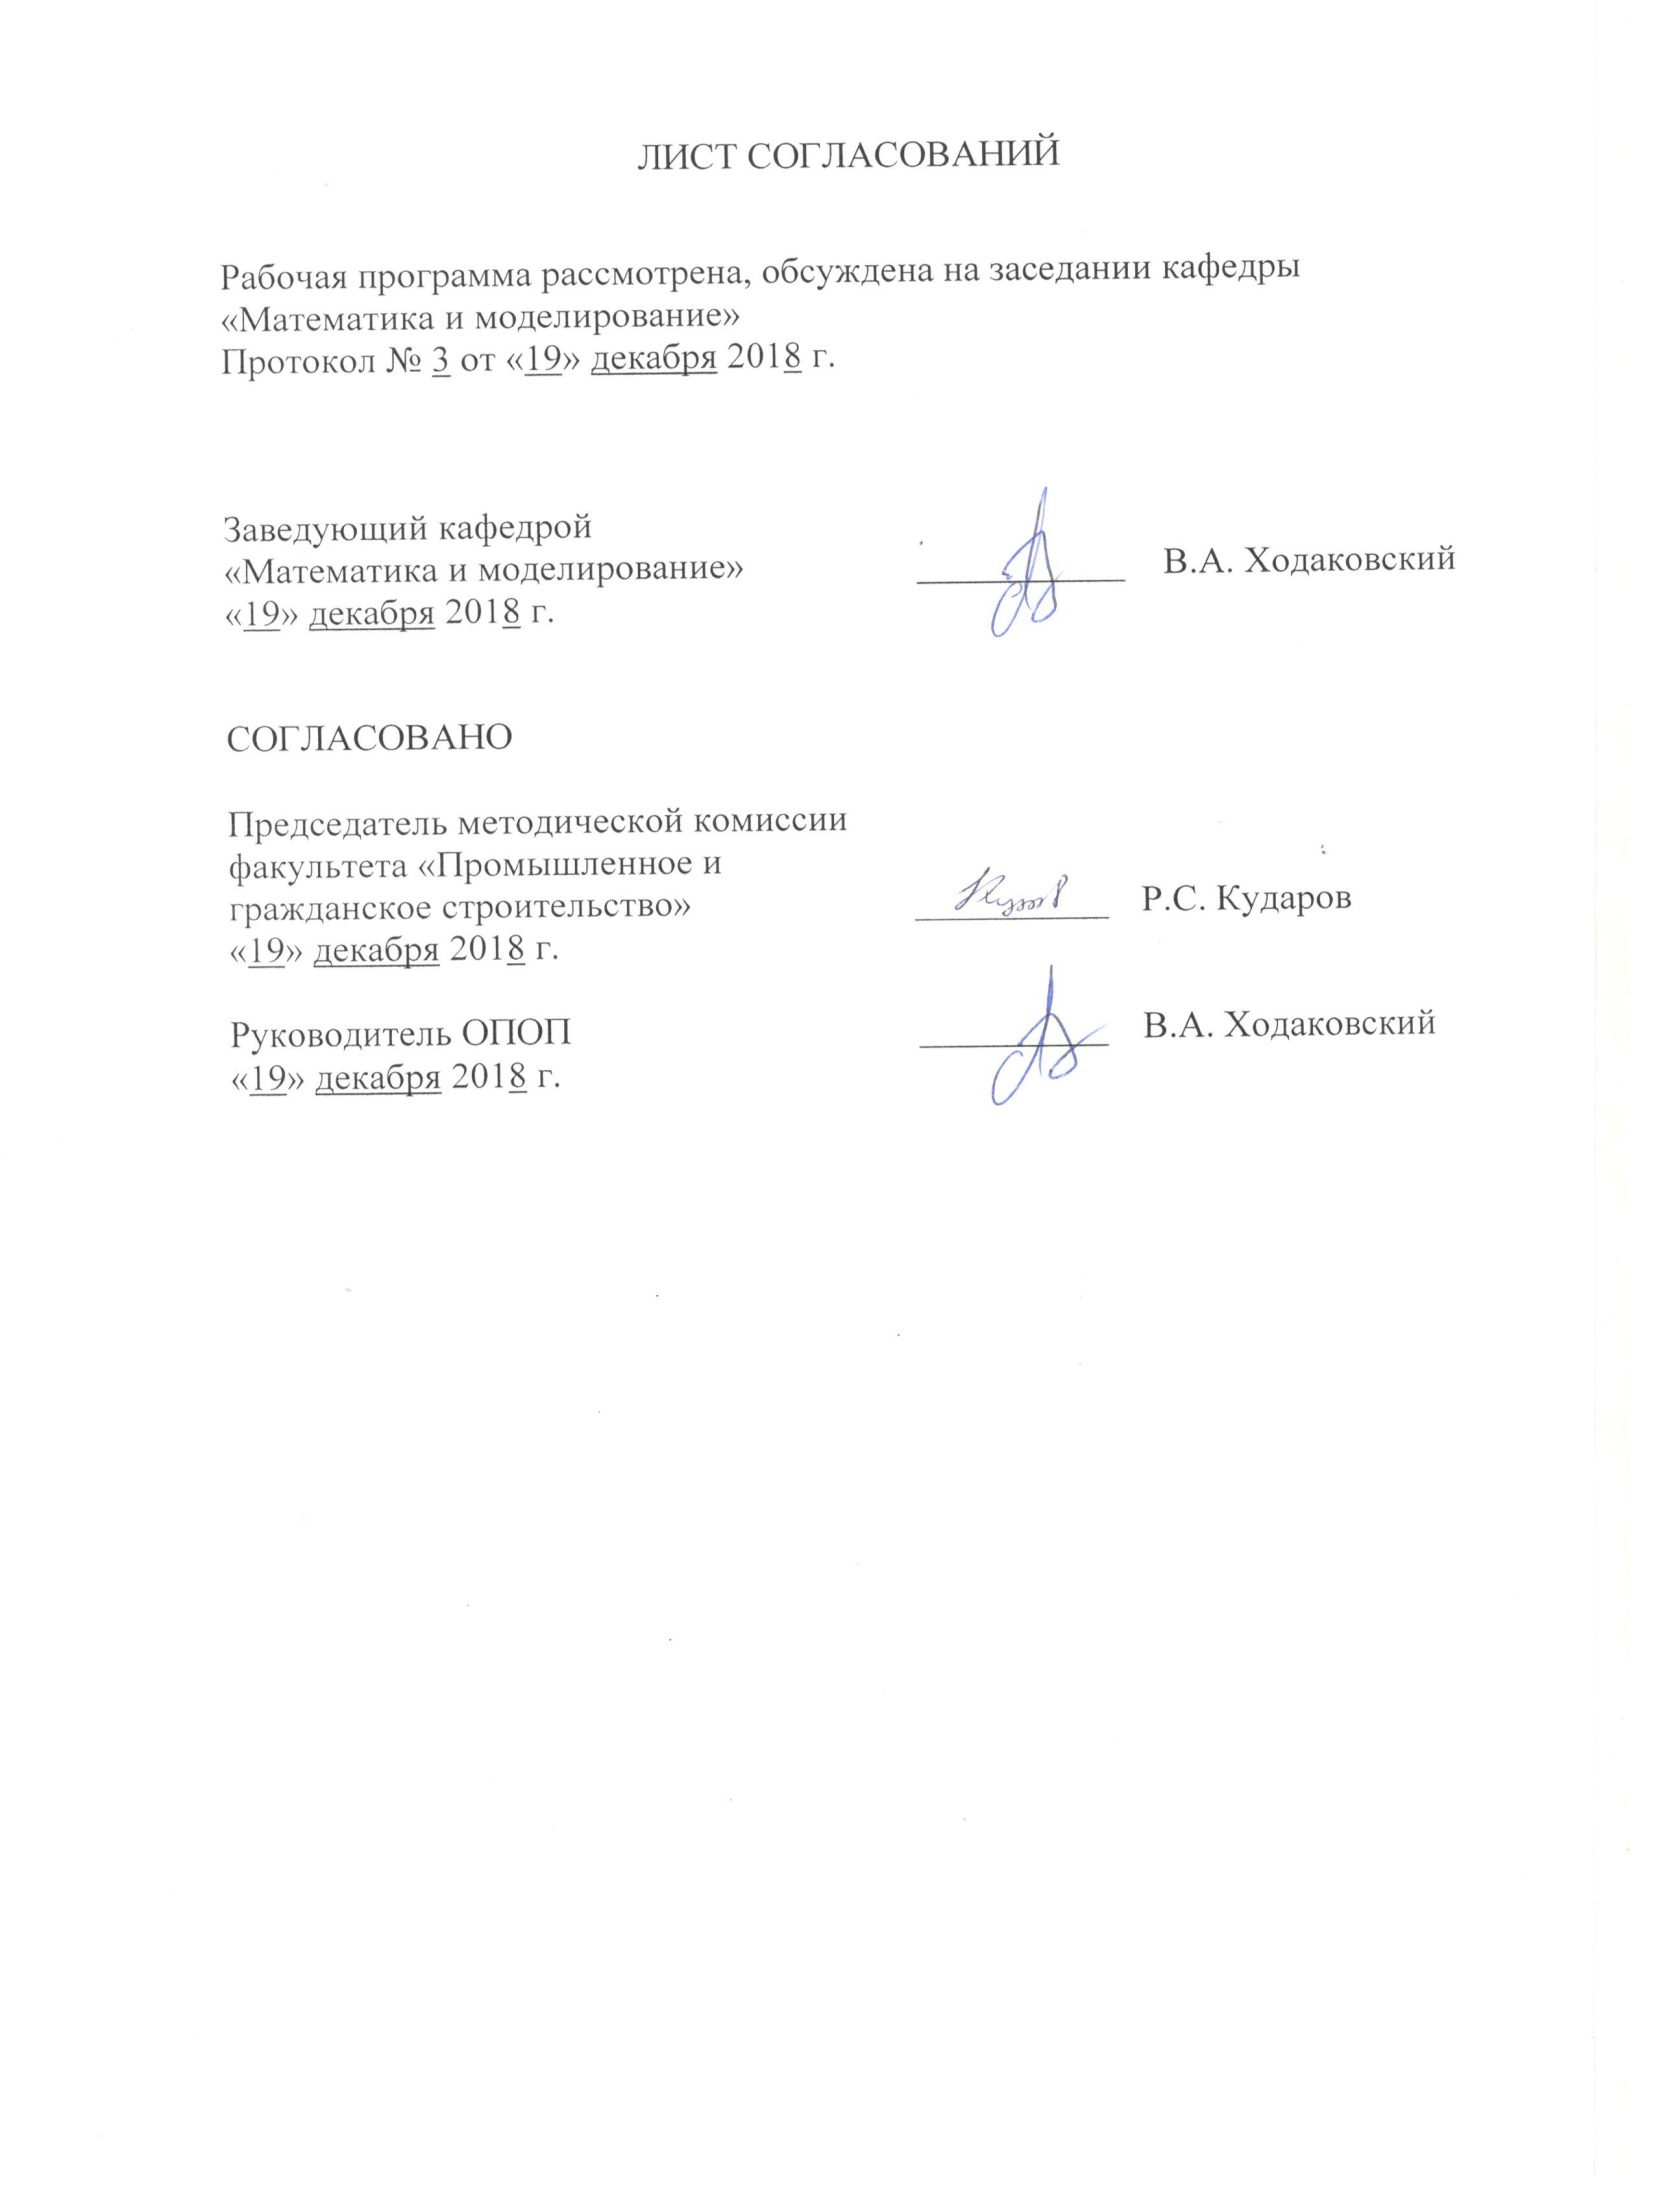 ЛИСТ СОГЛАСОВАНИЙ
Рабочая программа рассмотрена, обсуждена на заседании кафедры
«Математика и моделирование»
Протокол № 3 от «19» декабря 2018 г.
Заведующий кафедрой
«Математика и моделирование» В.А. Ходаковский
«19» декабря 2018 г.
СОГЛАСОВАНО
Председатель методической комиссии
факультета «Промышленное и
гражданское строительство» Р.С. Кударов
«19» декабря 2018 г.
Руководитель ОПОП В.А. Ходаковский
«19» декабря 2018 г.